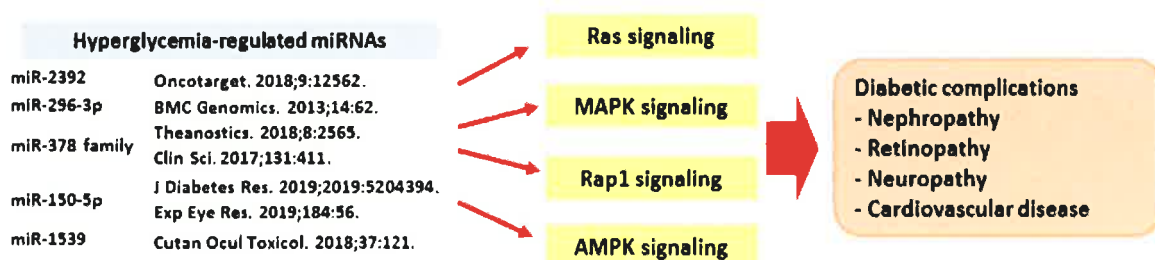 Hyperglycemia-regulated miRNAs
miR-2392 Oncotarget. 2018;9:12562.
miR-296-3p BMC Genomics. 2013;14:62.
miR-378 family Theanostics. 2018;8:2565.
Clin Sci. 2017;131:411.
miR-150-5p J Diabetes Res. 2019;2019:5204394.
Exp Eye Res. 2019;184:56.
miR-1539 Cutan Ocul Toxicol. 2018;37:121.
Ras signaling
MAPK signaling
Rap1 signaling
AMPK signaling
Diabetic complications
- Nephropathy
- Retinopathy
- Neuropathy
- Cardiovascular disease